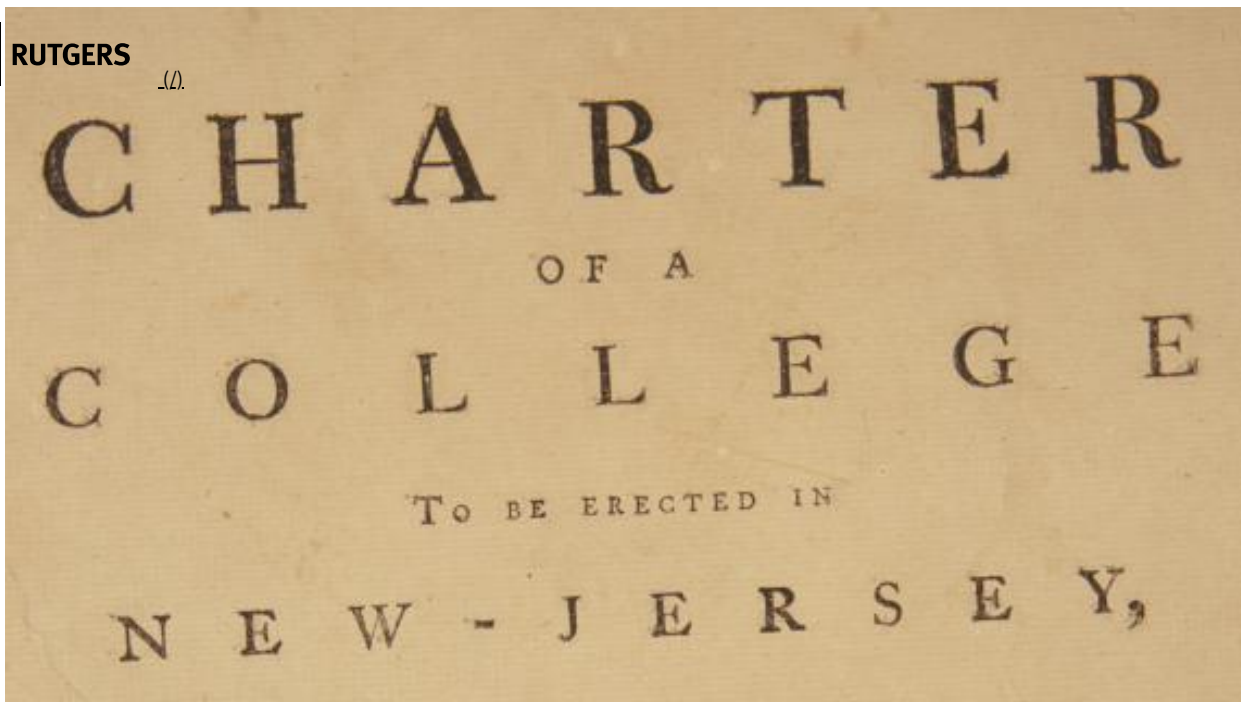 RUTGERS
(/)
CHARTER
OF A
COLLEGE
To BE ERECTED IN
NEW-JERSEY,